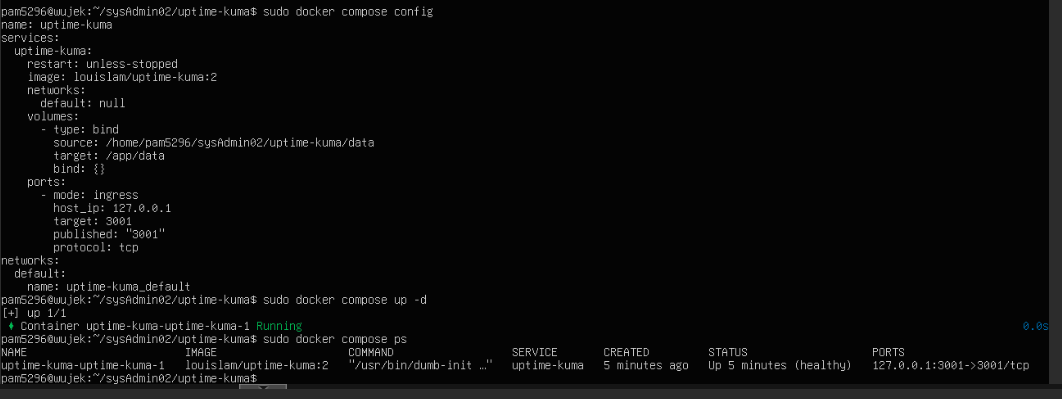 pam5296@wujek:~/sysAdmin02/uptime-kuma$ sudo docker compose config
name: uptime-kuma
services:
  uptime-kuma:
    restart: unless-stopped
    image: louislam/uptime-kuma:2
    networks:
      default: null
    volumes:
      - type: bind
        source: /home/pam5296/sysAdmin02/uptime-kuma/data
        target: /app/data
        bind: {}
    ports:
      - mode: ingress
        host_ip: 127.0.0.1
        target: 3001
        published: "3001"
        protocol: tcp
networks:
  default:
    name: uptime-kuma_default
pam5296@wujek:~/sysAdmin02/uptime-kuma$ sudo docker compose up -d
[+] up 1/1
 ♦ Container uptime-kuma-uptime-kuma-1 Running 0.0s
pam5296@wujek:~/sysAdmin02/uptime-kuma$ sudo docker compose ps
NAME IMAGE COMMAND SERVICE CREATED STATUS PORTS
uptime-kuma-uptime-kuma-1 louislam/uptime-kuma:2 "/usr/bin/dumb-init …" uptime-kuma 5 minutes ago Up 5 minutes (healthy) 127.0.0.1:3001->3001/tcp
pam5296@wujek:~/sysAdmin02/uptime-kuma$